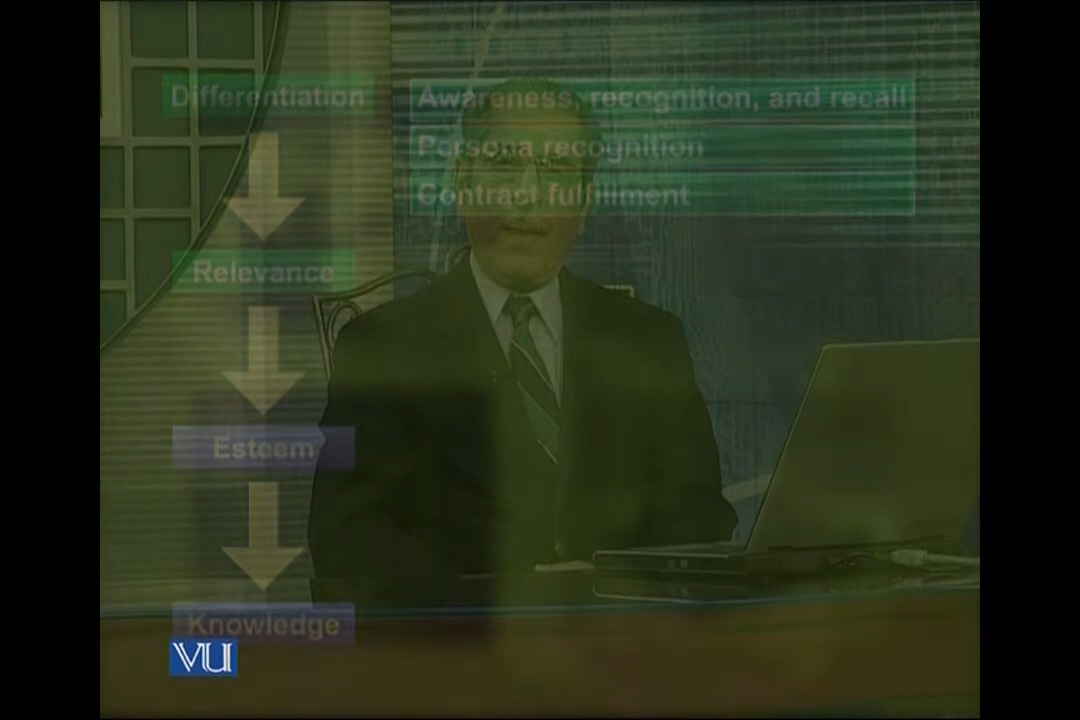 Differentiation
Awareness, recognition, and recall
Persona recognition
Contract fulfillment
Relevance
Esteem
Knowledge
VU